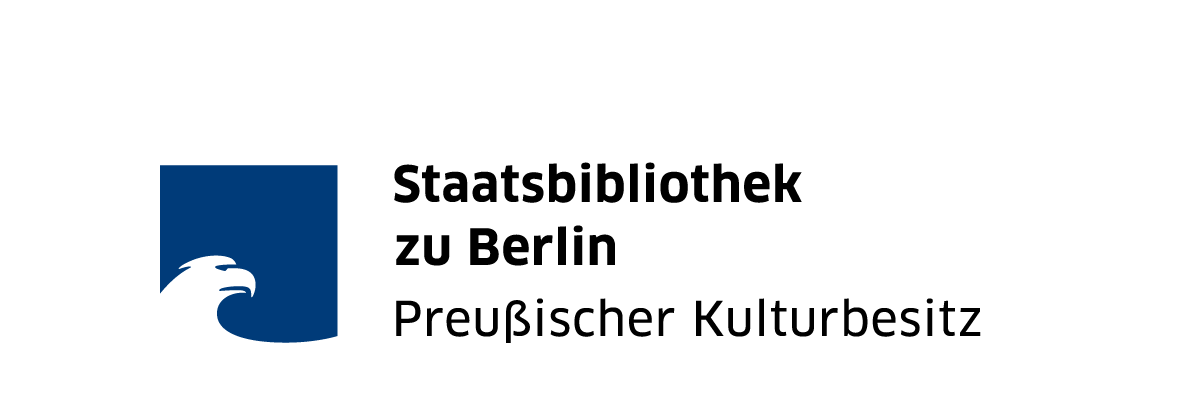 Staatsbibliothek
zu Berlin
Preußischer Kulturbesitz